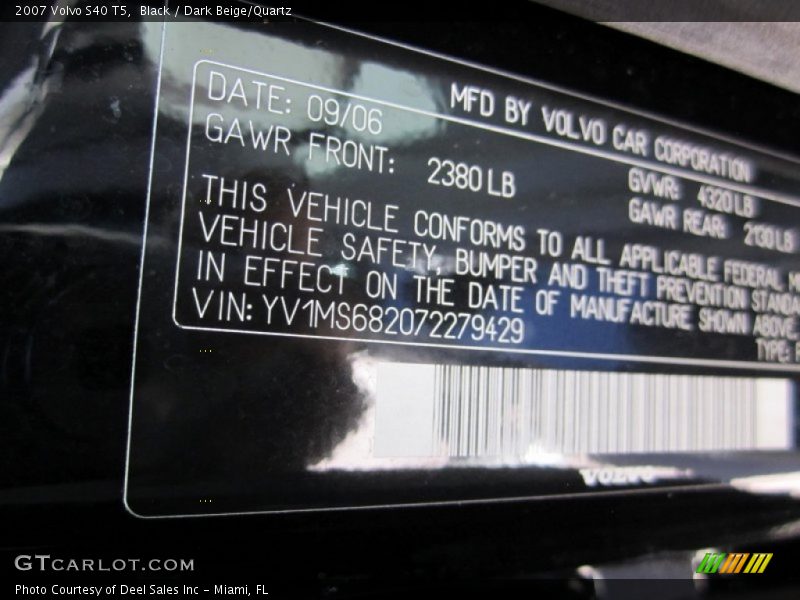 2007 Volvo S40 T5,  Black / Dark Beige/Quartz
MFD BY VOLVO CAR CORPORATION
DATE: 09/06
GVWR: 4320 LB
GAWR FRONT: 2380 LB
GAWR REAR: 2130 LB
THIS VEHICLE CONFORMS TO ALL APPLICABLE FEDERAL
VEHICLE SAFETY, BUMPER AND THEFT PREVENTION
IN EFFECT ON THE DATE OF MANUFACTURE SHOWN ABOVE.
VIN: YV1MS682072279429
TYPE:
VOLVO
GTCARLOT.COM
Photo Courtesy of Deel Sales Inc - Miami, FL